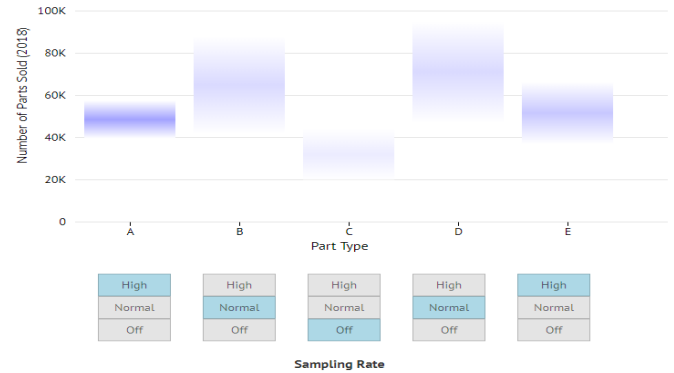 Number of Parts Sold (2018)
100K
80K
60K
40K
20K
0
A B C D E
Part Type
High High High High High
Normal Normal Normal Normal Normal
Off Off Off Off Off
Sampling Rate